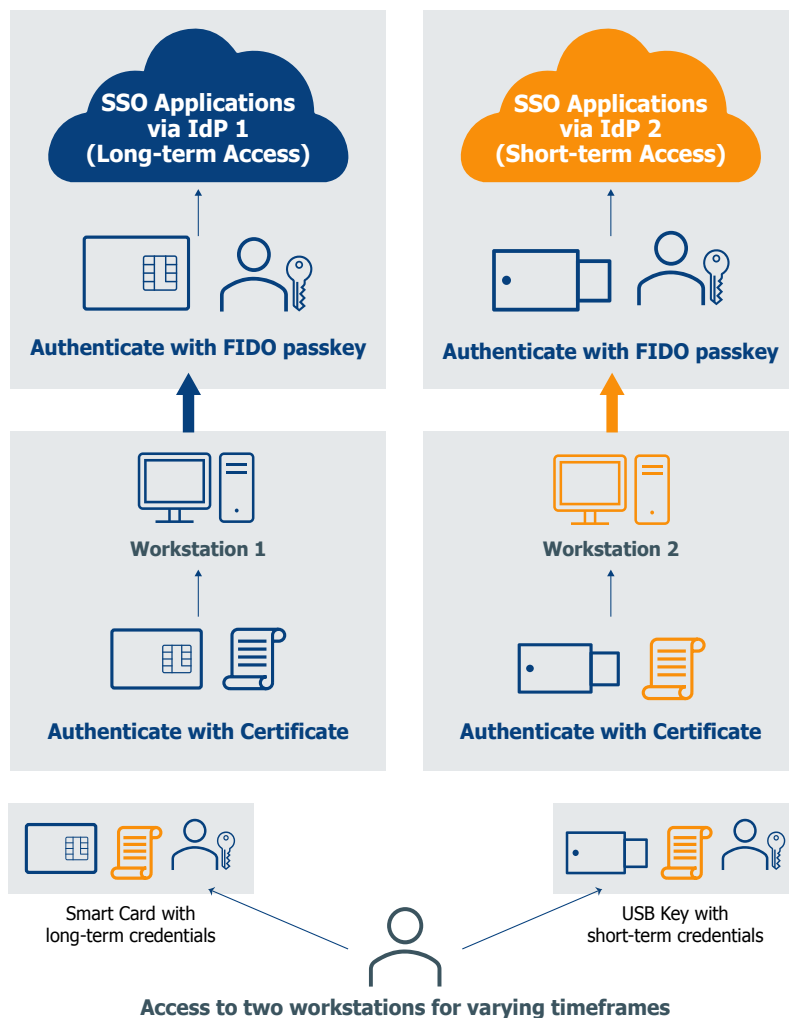 SSO Applications
via IdP 1
(Long-term Access)
SSO Applications
via IdP 2
(Short-term Access)
Authenticate with FIDO passkey
Authenticate with FIDO passkey
Workstation 1
Workstation 2
Authenticate with Certificate
Authenticate with Certificate
Smart Card with
long-term credentials
USB Key with
short-term credentials
Access to two workstations for varying timeframes